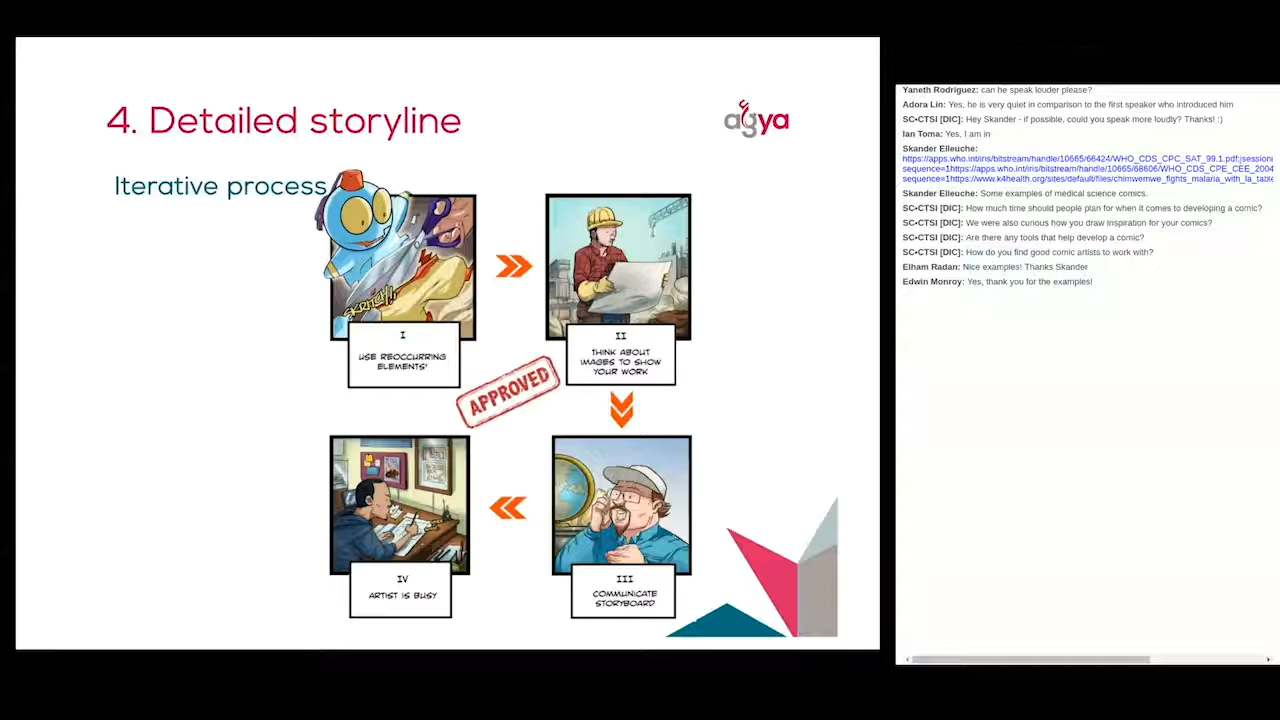 4. Detailed storyline
agya
Iterative process
SKRITCH!!
I
USE REOCCURRING
ELEMENTS'
II
THINK ABOUT
IMAGES TO SHOW
YOUR WORK
APPROVED
IV
ARTIST IS BUSY
III
COMMUNICATE
STORYBOARD
Yaneth Rodriguez: can he speak louder please?
Adora Lin: Yes, he is very quiet in comparison to the first speaker who introduced him
SC•CTSI [DIC]: Hey Skander - if possible, could you speak more loudly? Thanks! :)
Ian Toma: Yes, I am in
Skander Elleuche:
https://apps.who.int/iris/bitstream/handle/10665/66424/WHO_CDS_CPC_SAT_99.1.pdf;jsessioni
sequence=1https://apps.who.int/iris/bitstream/handle/10665/68606/WHO_CDS_CPE_CEE_2004
sequence=1https://www.k4health.org/sites/default/files/chimwemwe_fights_malaria_with_la_table
Skander Elleuche: Some examples of medical science comics.
SC•CTSI [DIC]: How much time should people plan for when it comes to developing a comic?
SC•CTSI [DIC]: We were also curious how you draw inspiration for your comics?
SC•CTSI [DIC]: Are there any tools that help develop a comic?
SC•CTSI [DIC]: How do you find good comic artists to work with?
Elham Radan: Nice examples! Thanks Skander
Edwin Monroy: Yes, thank you for the examples!